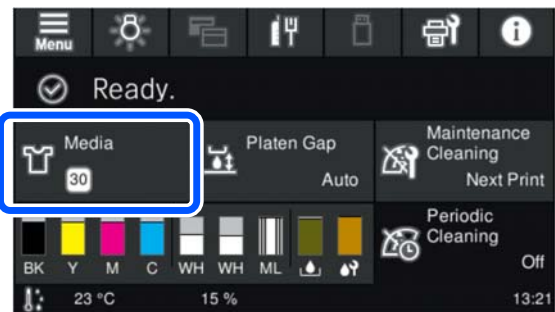 Menu
Ready.
Media
30
Platen Gap
Auto
Maintenance
Cleaning
Next Print
BK Y M C WH WH ML
Periodic
Cleaning
Off
23 °C 15 % 13:21